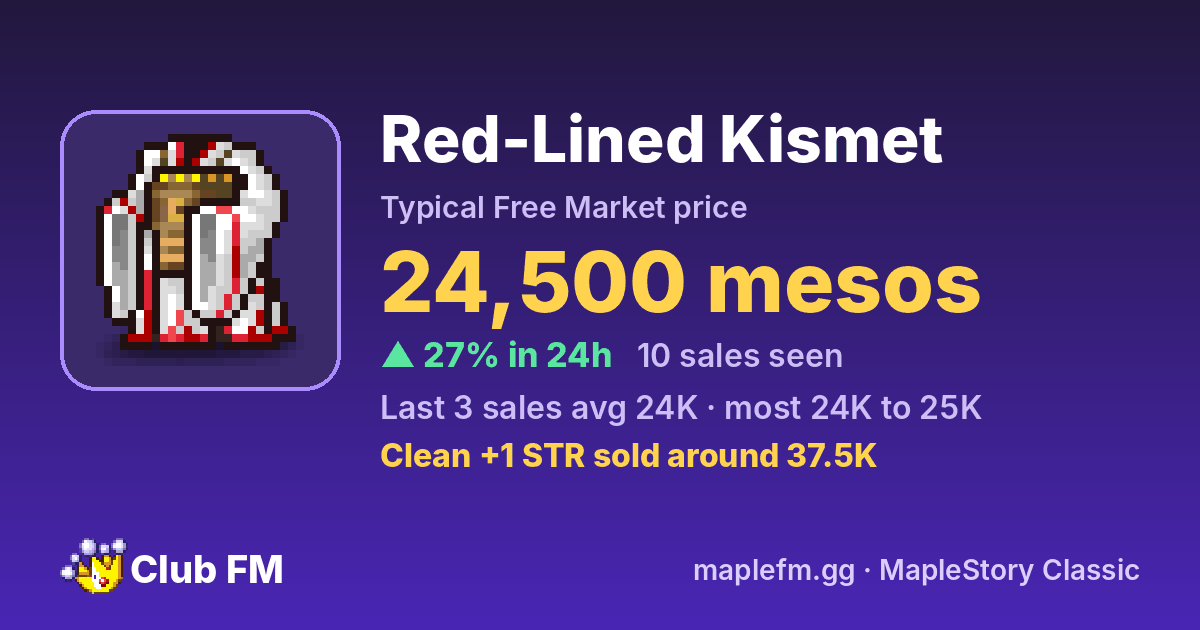 Red-Lined Kismet
Typical Free Market price
24,500 mesos
▲ 27% in 24h 10 sales seen
Last 3 sales avg 24K · most 24K to 25K
Clean +1 STR sold around 37.5K
Club FM
maplefm.gg · MapleStory Classic